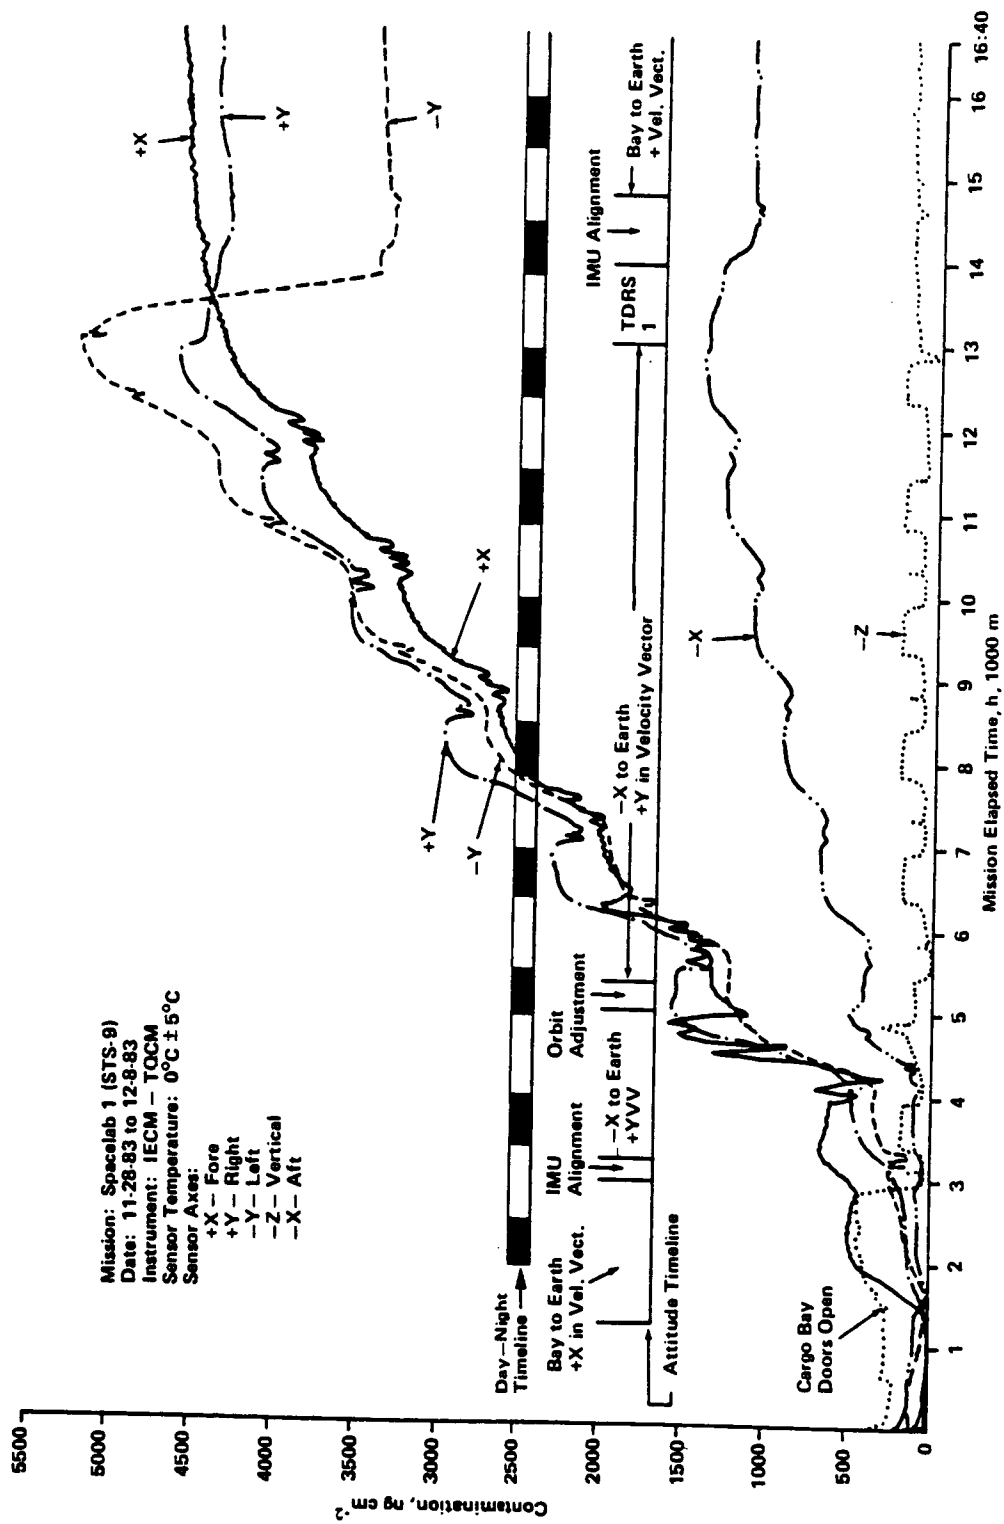 Mission: Spacelab 1 (STS-9)
Date: 11-28-83 to 12-8-83
Instrument: IECM – TQCM
Sensor Temperature: 0°C ± 5°C
Sensor Axes:
+X – Fore
+Y – Right
–Y – Left
–Z – Vertical
–X – Aft
+X
+Y
–Y
+X
+Y
–Y
Day–Night
Timeline
Bay to Earth
+X in Vel. Vect.
IMU
Alignment
–X to Earth
+YVV
Orbit
Adjustment
–X to Earth
+Y in Velocity Vector
TDRS
1
IMU Alignment
Bay to Earth
+ Vel. Vect.
Attitude Timeline
Cargo Bay
Doors Open
–X
–Z
Contamination, ng cm⁻²
5500
5000
4500
4000
3500
3000
2500
2000
1500
1000
500
0
1 2 3 4 5 6 7 8 9 10 11 12 13 14 15 16 16:40
Mission Elapsed Time, h, 1000 m